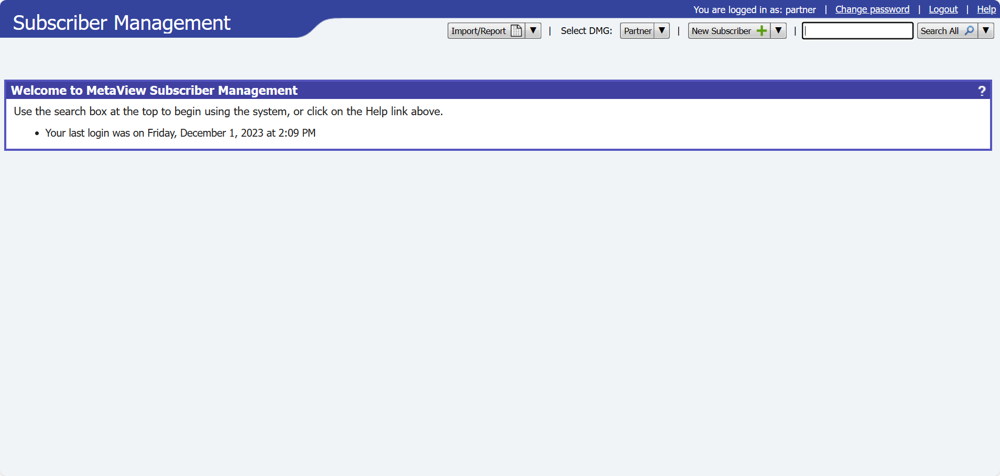 You are logged in as: partner | Change password | Logout | Help
Subscriber Management
Import/Report ▼ | Select DMG: Partner ▼ | New Subscriber ▼ | Search All ▼
Welcome to MetaView Subscriber Management ?
Use the search box at the top to begin using the system, or click on the Help link above.
• Your last login was on Friday, December 1, 2023 at 2:09 PM